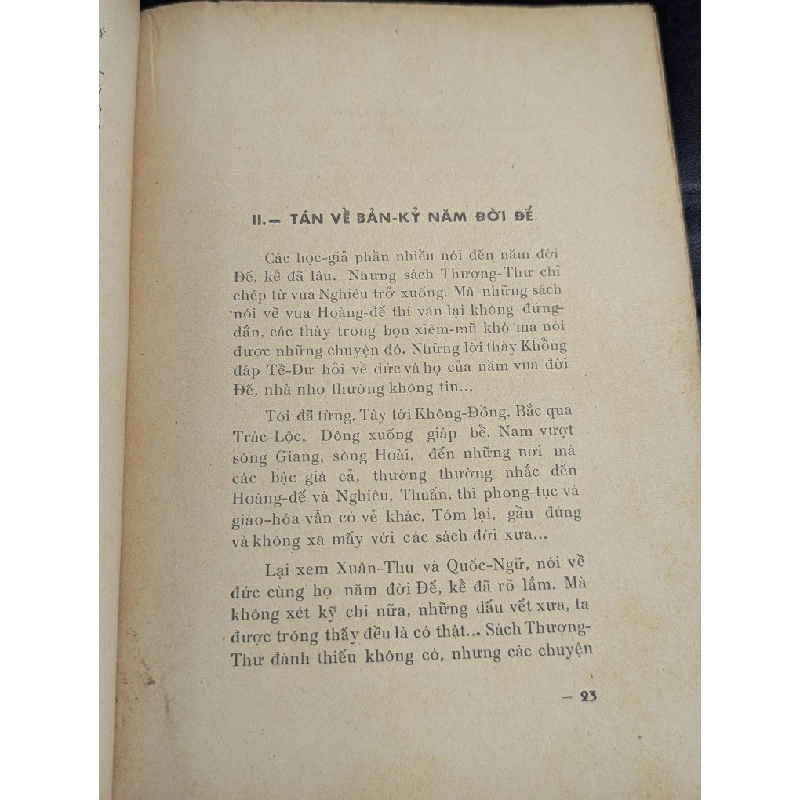 II.— TÁN VỀ BẢN-KỶ NĂM ĐỜI ĐẾ
Các học-giả phần nhiều nói đến năm đời
Đế, kể đã lâu. Nhưng sách Thượng-Thư chỉ
chép từ vua Nghiêu trở xuống. Mà những sách
nói về vua Hoàng-đế thì văn lại không đứng-
đắn, các thày trong bọn xiêm-mũ khó mà nói
được những chuyện đó. Những lời thày Khổng
đáp Tề-Dư hỏi về đức và họ của năm vua đời
Đế, nhà nho thường không tin...
Tôi đã từng, Tây tới Không-Đồng, Bắc qua
Trác-Lộc, Đông xuống giáp bể, Nam vượt
sông Giang, sông Hoài, đến những nơi mà
các bậc già cả, thường thường nhắc đến
Hoàng-đế và Nghiêu, Thuấn, thì phong-tục và
giáo-hóa vẫn có vẻ khác. Tóm lại, gần đúng
và không xa mấy với các sách đời xưa...
Lại xem Xuân-Thu và Quốc-Ngữ, nói về
đức cùng họ năm đời Đế, kể đã rõ lắm. Mà
không xét kỹ chi nữa, những dấu vết xưa, ta
được trông thấy đều là có thật... Sách Thượng-
Thư đành thiếu không có, nhưng các chuyện
— 23